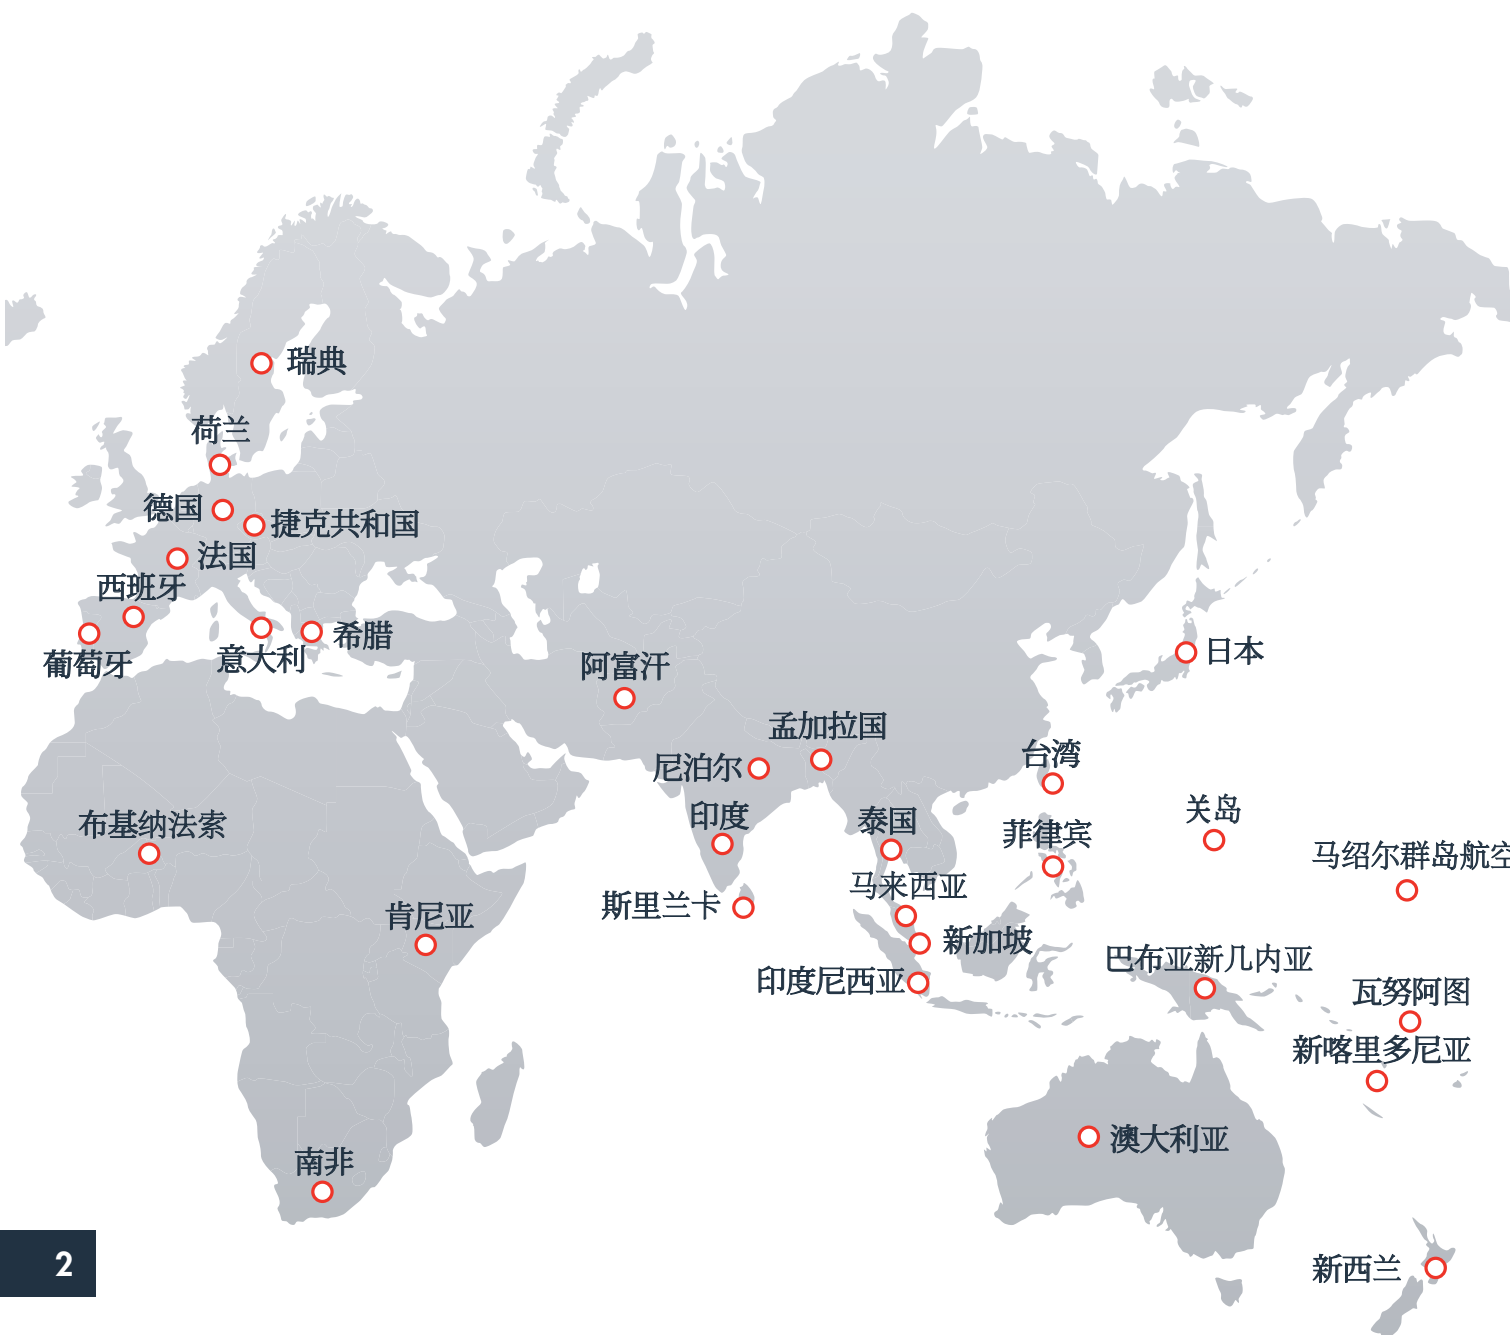 瑞典
荷兰
德国
捷克共和国
法国
西班牙
葡萄牙
意大利
希腊
日本
阿富汗
孟加拉国
尼泊尔
台湾
印度
泰国
关岛
布基纳法索
菲律宾
马绍尔群岛航空
马来西亚
斯里兰卡
肯尼亚
新加坡
巴布亚新几内亚
印度尼西亚
瓦努阿图
新喀里多尼亚
澳大利亚
南非
新西兰
2